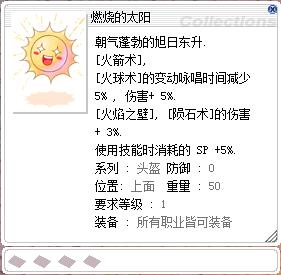 燃烧的太阳
Collections
朝气蓬勃的旭日东升.
[火箭术],
[火球术]的变动咏唱时间减少
5% , 伤害+ 5%.
[火焰之壁], [陨石术]的伤害
+ 3%.
使用技能时消耗的 SP +5%.
系列 : 头盔 防御 : 0
位置: 上面 重量 : 50
要求等级 : 1
装备 : 所有职业皆可装备